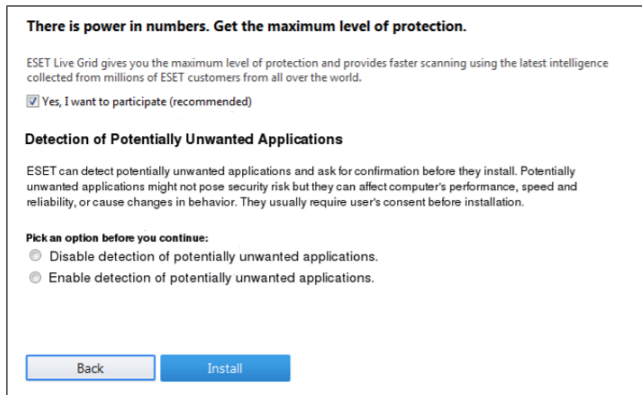 There is power in numbers. Get the maximum level of protection.
ESET Live Grid gives you the maximum level of protection and provides faster scanning using the latest intelligence
collected from millions of ESET customers from all over the world.
Yes, I want to participate (recommended)
Detection of Potentially Unwanted Applications
ESET can detect potentially unwanted applications and ask for confirmation before they install. Potentially
unwanted applications might not pose security risk but they can affect computer's performance, speed and
reliability, or cause changes in behavior. They usually require user's consent before installation.
Pick an option before you continue:
Disable detection of potentially unwanted applications.
Enable detection of potentially unwanted applications.
Back Install